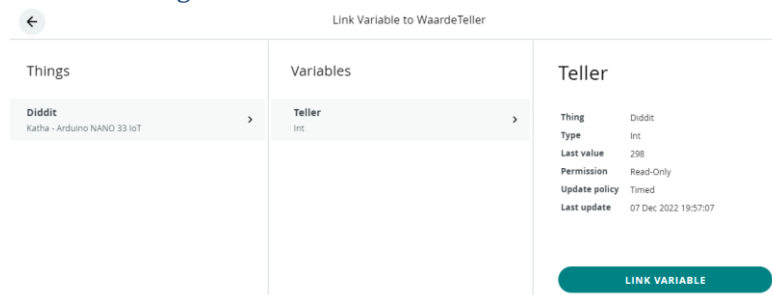 Link Variable to WaardeTeller
Things
Diddit
Katha - Arduino NANO 33 IoT
Variables
Teller
Int
Teller
Thing Diddit
Type Int
Last value 298
Permission Read-Only
Update policy Timed
Last update 07 Dec 2022 19:57:07
LINK VARIABLE